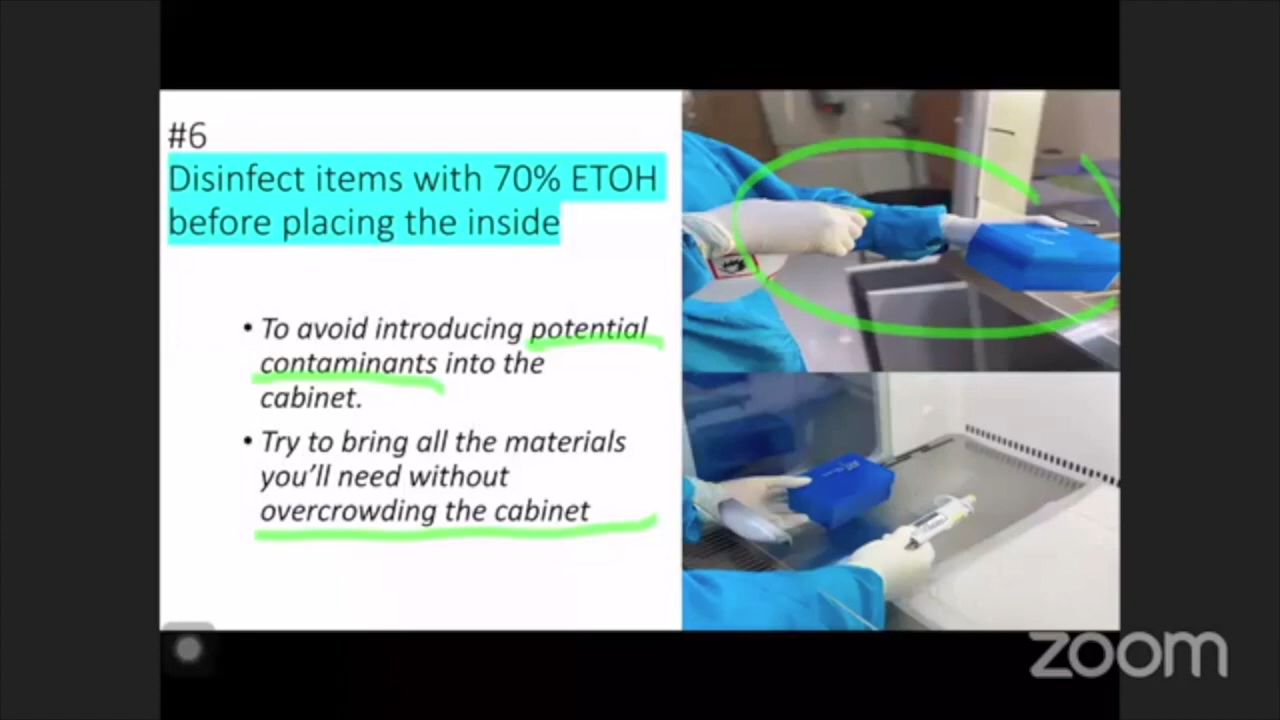 #6
Disinfect items with 70% ETOH
before placing the inside
• To avoid introducing potential
contaminants into the
cabinet.
• Try to bring all the materials
you’ll need without
overcrowding the cabinet
zoom